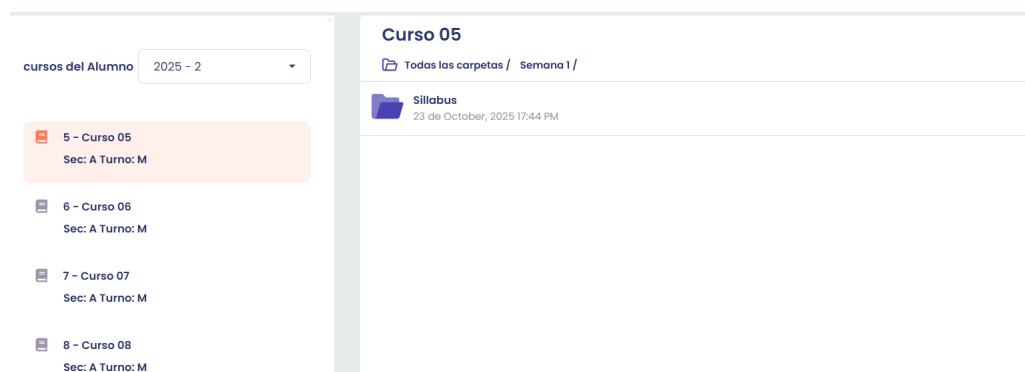 cursos del Alumno
2025 - 2
5 - Curso 05
Sec: A Turno: M
6 - Curso 06
Sec: A Turno: M
7 - Curso 07
Sec: A Turno: M
8 - Curso 08
Sec: A Turno: M
Curso 05
Todas las carpetas / Semana 1 /
Sillabus
23 de October, 2025 17:44 PM